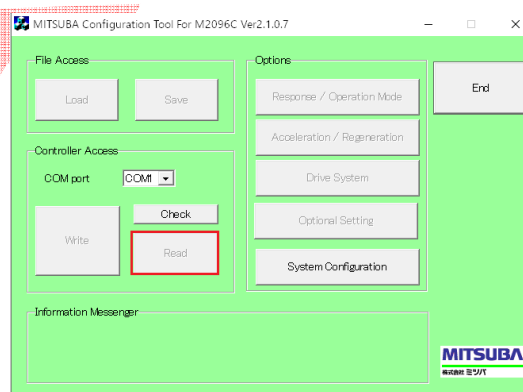 MITSUBA Configuration Tool For M2096C Ver2.1.0.7
File Access
Load
Save
Controller Access
COM port
COM1
Check
Write
Read
Options
Response / Operation Mode
Acceleration / Regeneration
Drive System
Optional Setting
System Configuration
End
Information Messenger
MITSUBA
株式会社 ミツバ